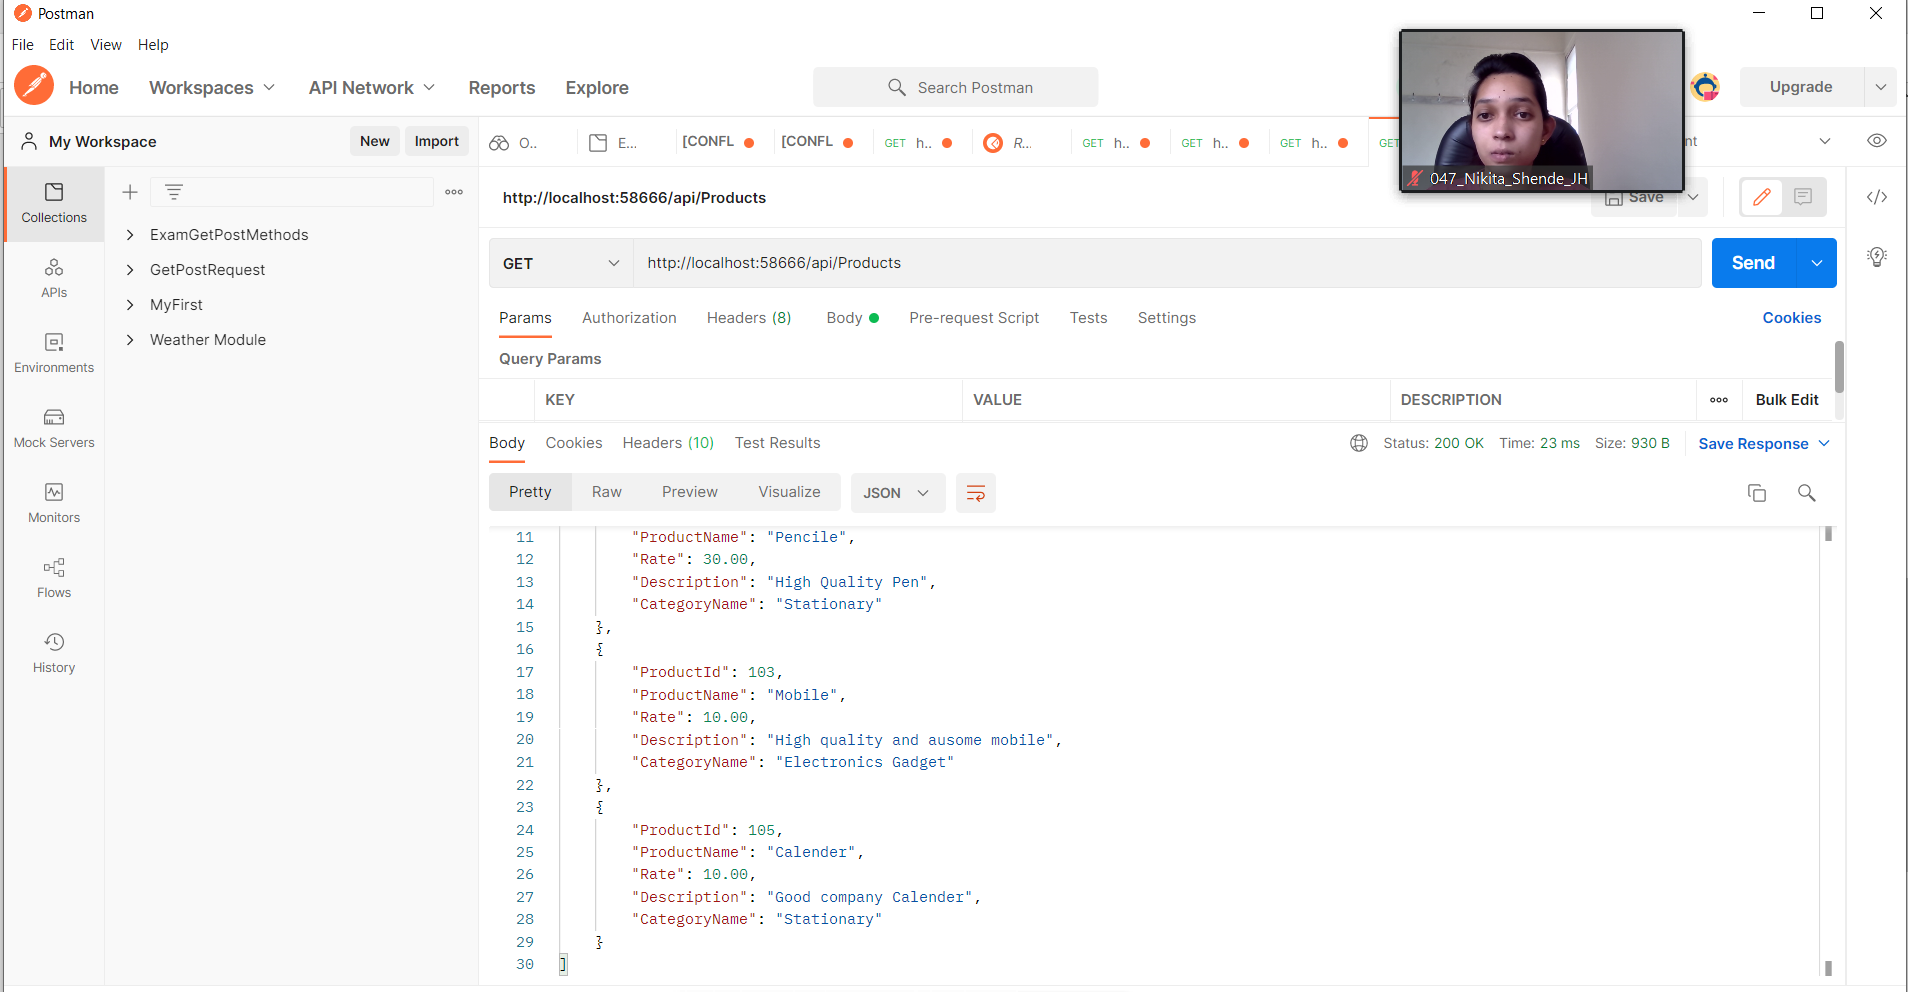 Postman
File Edit View Help
Home Workspaces API Network Reports Explore Search Postman Upgrade
My Workspace New Import
O.. E... [CONFL [CONFL GET h.. R... GET h.. GET h.. GET h.. GET nt
047_Nikita_Shende_JH
Collections
APIs
Environments
Mock Servers
Monitors
Flows
History
ExamGetPostMethods
GetPostRequest
MyFirst
Weather Module
http://localhost:58666/api/Products Save
GET http://localhost:58666/api/Products Send
Params Authorization Headers (8) Body Pre-request Script Tests Settings Cookies
Query Params
KEY VALUE DESCRIPTION Bulk Edit
Body Cookies Headers (10) Test Results Status: 200 OK Time: 23 ms Size: 930 B Save Response
Pretty Raw Preview Visualize JSON
11 "ProductName": "Pencile",
12 "Rate": 30.00,
13 "Description": "High Quality Pen",
14 "CategoryName": "Stationary"
15 },
16 {
17 "ProductId": 103,
18 "ProductName": "Mobile",
19 "Rate": 10.00,
20 "Description": "High quality and ausome mobile",
21 "CategoryName": "Electronics Gadget"
22 },
23 {
24 "ProductId": 105,
25 "ProductName": "Calender",
26 "Rate": 10.00,
27 "Description": "Good company Calender",
28 "CategoryName": "Stationary"
29 }
30 ]